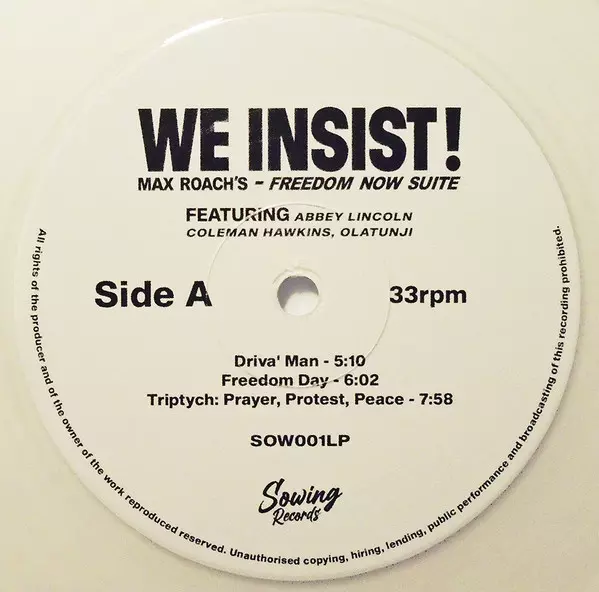 WE INSIST!
MAX ROACH'S - FREEDOM NOW SUITE
FEATURING ABBEY LINCOLN
COLEMAN HAWKINS, OLATUNJI
Side A
33rpm
Driva' Man - 5:10
Freedom Day - 6:02
Triptych: Prayer, Protest, Peace - 7:58
SOW001LP
Sowing
Records
All rights of the producer and of the owner of the work reproduced reserved. Unauthorised copying, hiring, lending, public performance and broadcasting of this recording prohibited.